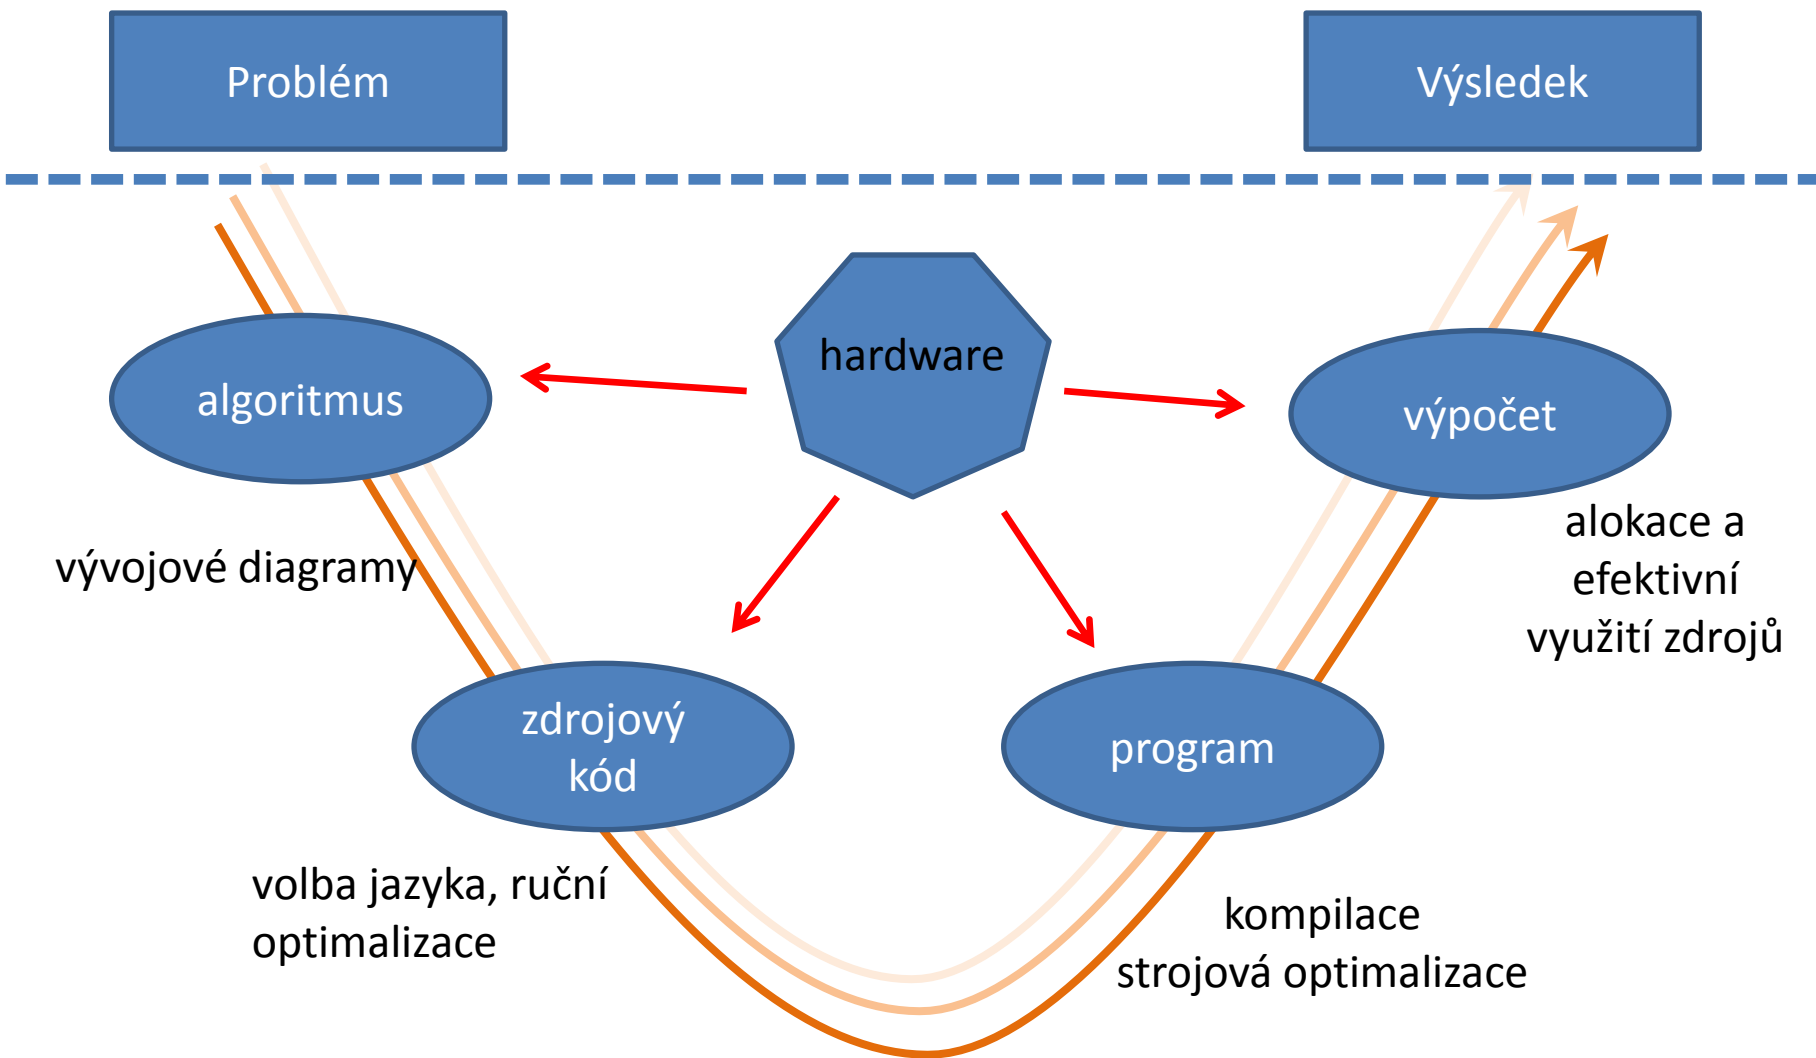 Problém
Výsledek
hardware
algoritmus
výpočet
vývojové diagramy
alokace a
efektivní
využití zdrojů
zdrojový
kód
program
volba jazyka, ruční
optimalizace
kompilace
strojová optimalizace